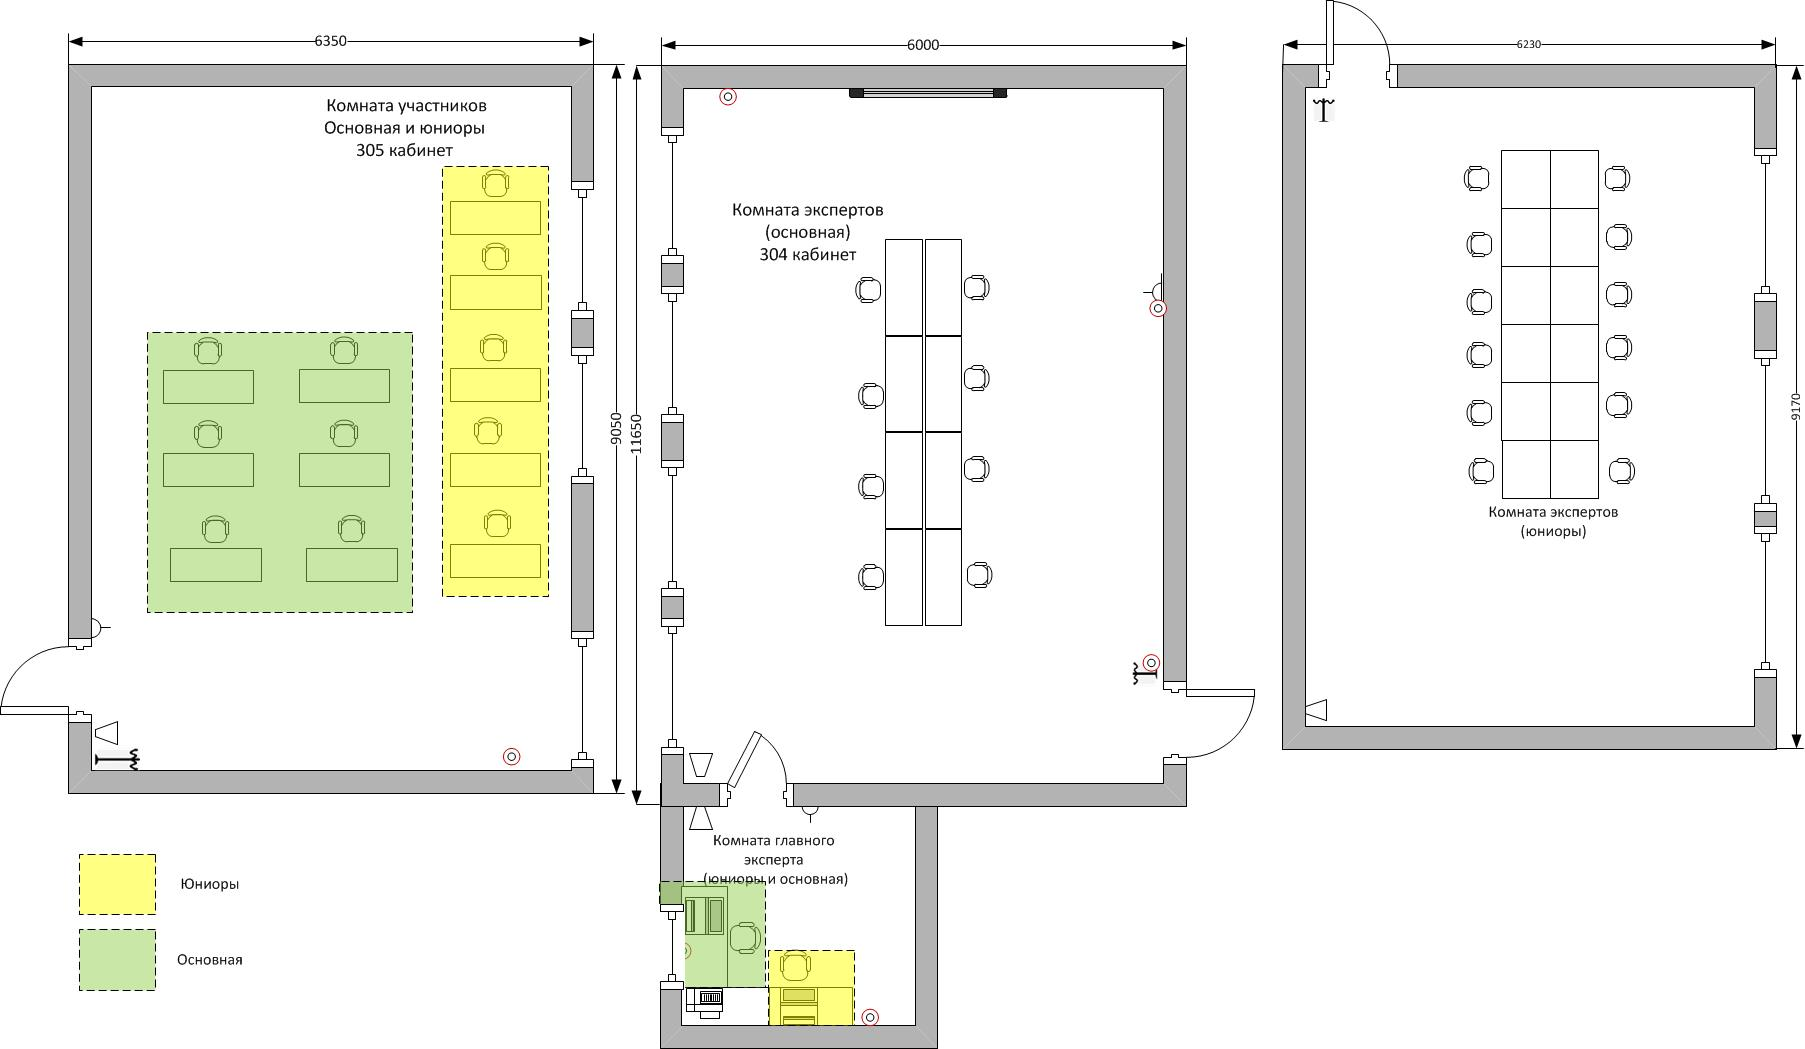 6350
6000
6230
Комната участников
Основная и юниоры
305 кабинет
9050
11650
Комната экспертов
(основная)
304 кабинет
9170
Комната экспертов
(юниоры)
Комната главного
эксперта
(юниоры и основная)
Юниоры
Основная